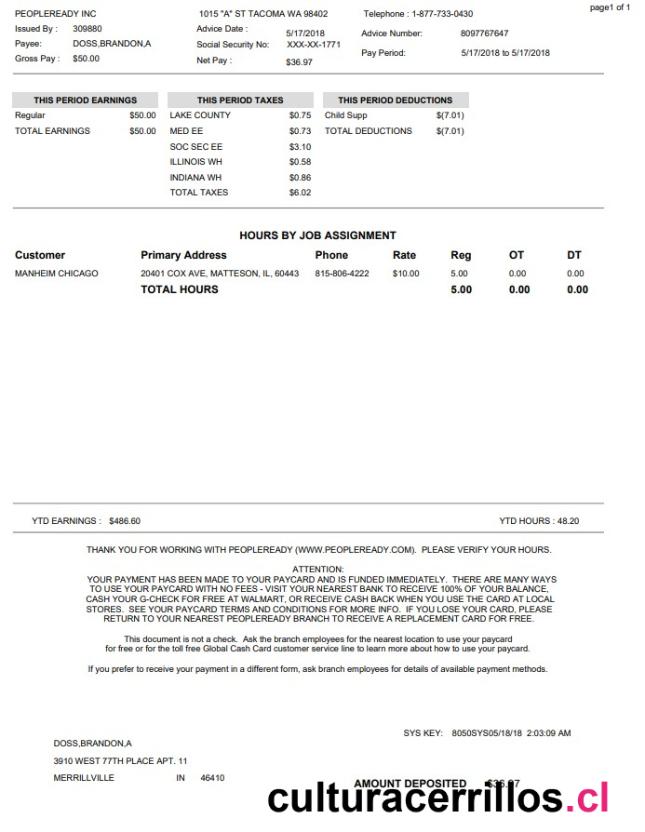 page1 of 1
PEOPLEREADY INC 1015 "A" ST TACOMA WA 98402 Telephone : 1-877-733-0430
Issued By : 309880 Advice Date : 5/17/2018 Advice Number: 8097767647
Payee: DOSS,BRANDON,A Social Security No: XXX-XX-1771 Pay Period: 5/17/2018 to 5/17/2018
Gross Pay : $50.00 Net Pay : $36.97
THIS PERIOD EARNINGS THIS PERIOD TAXES THIS PERIOD DEDUCTIONS
Regular $50.00 LAKE COUNTY $0.75 Child Supp $(7.01)
TOTAL EARNINGS $50.00 MED EE $0.73 TOTAL DEDUCTIONS $(7.01)
SOC SEC EE $3.10
ILLINOIS WH $0.58
INDIANA WH $0.86
TOTAL TAXES $6.02
HOURS BY JOB ASSIGNMENT
Customer Primary Address Phone Rate Reg OT DT
MANHEIM CHICAGO 20401 COX AVE, MATTESON, IL, 60443 815-806-4222 $10.00 5.00 0.00 0.00
TOTAL HOURS 5.00 0.00 0.00
YTD EARNINGS : $486.60 YTD HOURS : 48.20
THANK YOU FOR WORKING WITH PEOPLEREADY (WWW.PEOPLEREADY.COM). PLEASE VERIFY YOUR HOURS.
ATTENTION:
YOUR PAYMENT HAS BEEN MADE TO YOUR PAYCARD AND IS FUNDED IMMEDIATELY. THERE ARE MANY WAYS
TO USE YOUR PAYCARD WITH NO FEES - VISIT YOUR NEAREST BANK TO RECEIVE 100% OF YOUR BALANCE,
CASH YOUR G-CHECK FOR FREE AT WALMART, OR RECEIVE CASH BACK WHEN YOU USE THE CARD AT LOCAL
STORES. SEE YOUR PAYCARD TERMS AND CONDITIONS FOR MORE INFO. IF YOU LOSE YOUR CARD, PLEASE
RETURN TO YOUR NEAREST PEOPLEREADY BRANCH TO RECEIVE A REPLACEMENT CARD FOR FREE.
This document is not a check. Ask the branch employees for the nearest location to use your paycard
for free or for the toll free Global Cash Card customer service line to learn more about how to use your paycard.
If you prefer to receive your payment in a different form, ask branch employees for details of available payment methods.
SYS KEY: 8050SYS05/18/18 2:03:09 AM
DOSS,BRANDON,A
3910 WEST 77TH PLACE APT. 11
MERRILLVILLE IN 46410
AMOUNT DEPOSITED $36.97
culturacerrillos.cl